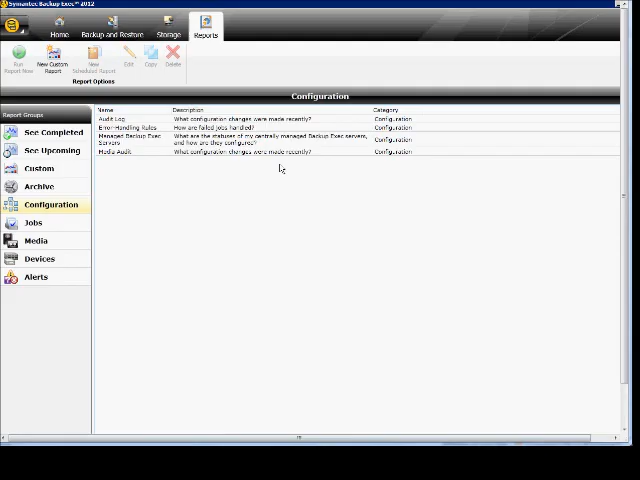 Symantec Backup Exec™ 2012
Home
Backup and Restore
Storage
Reports
Run
Report Now
New Custom
Report
New
Scheduled Report
Edit
Copy
Delete
Report Options
Configuration
Report Groups
See Completed
See Upcoming
Custom
Archive
Configuration
Jobs
Media
Devices
Alerts
Name Description Category
Audit Log What configuration changes were made recently? Configuration
Error-Handling Rules How are failed jobs handled? Configuration
Managed Backup Exec What are the statuses of my centrally managed Backup Exec servers,
Servers and how are they configured? Configuration
Media Audit What configuration changes were made recently? Configuration